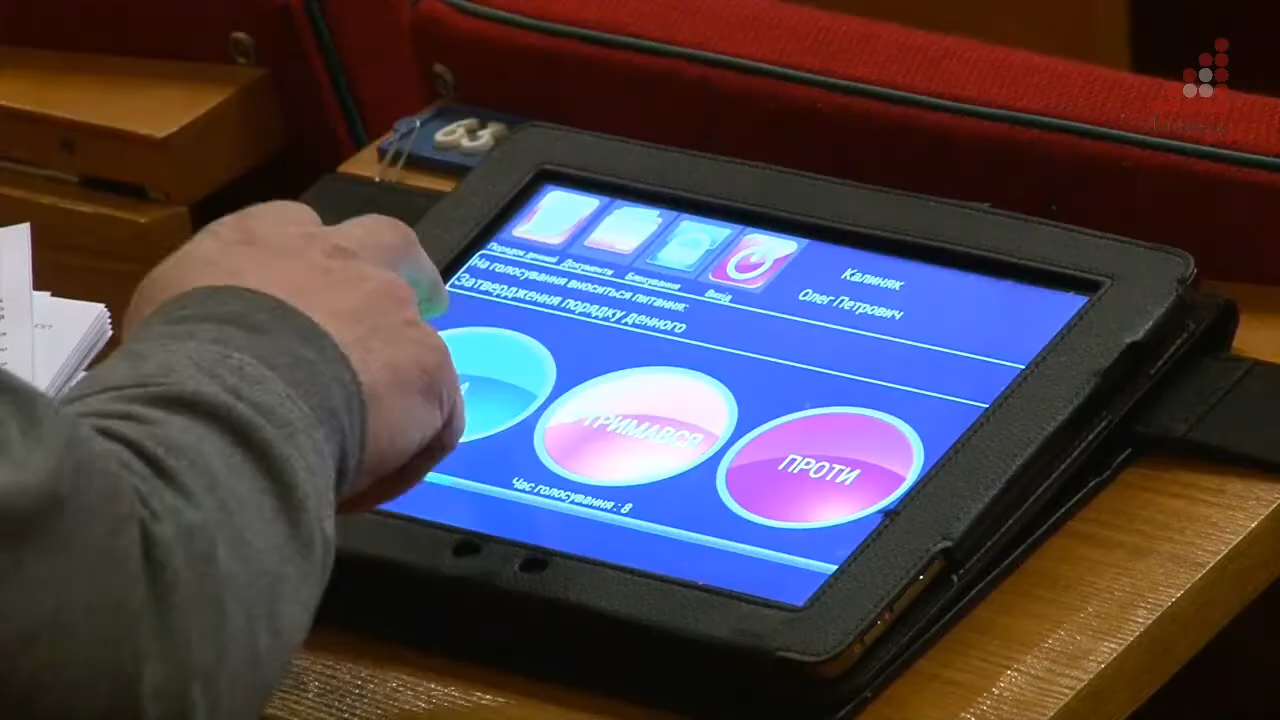 63
Порядок денний Документи Блокування Вихід
Каліняк
Олег Петрович
На голосування вноситься питання:
Затвердження порядку денного
А
ТРИМАВСЯ
ПРОТИ
Час голосування : 8